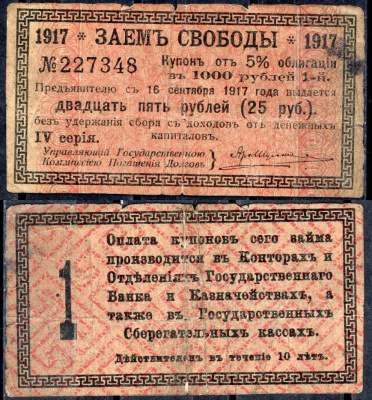 1917 * ЗАЕМЪ СВОБОДЫ * 1917
№227348 Купонъ отъ 5% облигаціи
въ 1000 рублей 1-й.
Предъявителю съ 16 сентября 1917 года выдается
двадцать пять рублей (25 руб.).
безъ удержанія сбора съ доходовъ отъ денежныхъ
IV серія. капиталовъ.
Управляющій Государственною
Коммиссіею Погашенія Долговъ
1
Оплата купоновъ сего займа
производится въ Конторахъ и
Отдѣленіяхъ Государственнаго
Банка и Казначействахъ, а
также въ Государственныхъ
Сберегательныхъ кассахъ.
Дѣйствителенъ въ теченіе 10 лѣтъ.